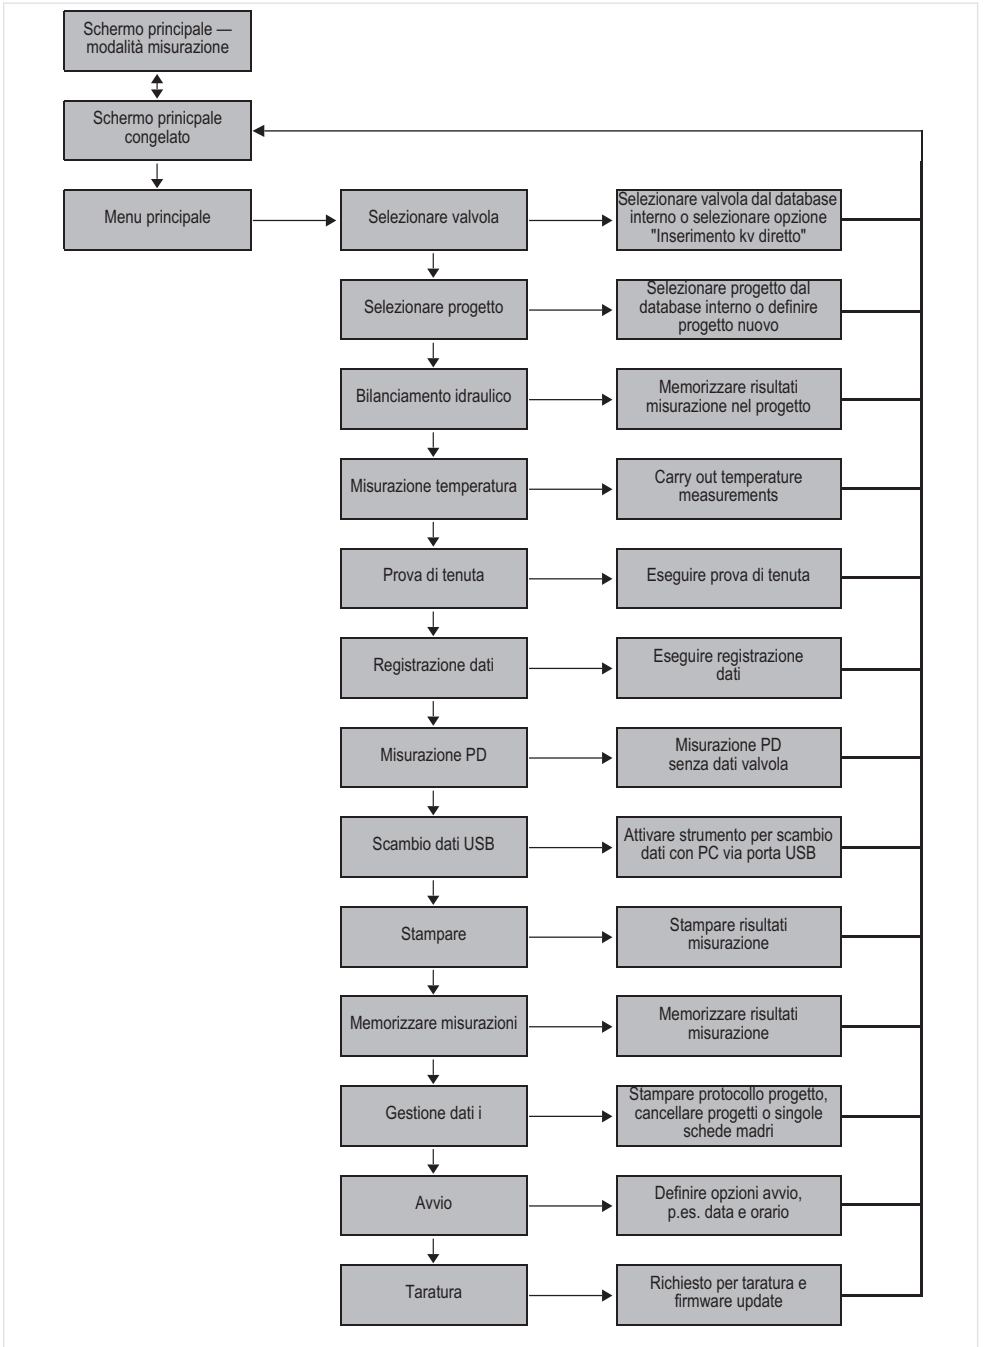 Schermo principale —
modalità misurazione
Schermo prinicpale
congelato
Menu principale
Selezionare valvola
Selezionare valvola dal database
interno o selezionare opzione
"Inserimento kv diretto"
Selezionare progetto
Selezionare progetto dal
database interno o definire
progetto nuovo
Bilanciamento idraulico
Memorizzare risultati
misurazione nel progetto
Misurazione temperatura
Carry out temperature
measurements
Prova di tenuta
Eseguire prova di tenuta
Registrazione dati
Eseguire registrazione
dati
Misurazione PD
Misurazione PD
senza dati valvola
Scambio dati USB
Attivare strumento per scambio
dati con PC via porta USB
Stampare
Stampare risultati
misurazione
Memorizzare misurazioni
Memorizzare risultati
misurazione
Gestione dati i
Stampare protocollo progetto,
cancellare progetti o singole
schede madri
Avvio
Definire opzioni avvio,
p.es. data e orario
Taratura
Richiesto per taratura e
firmware update